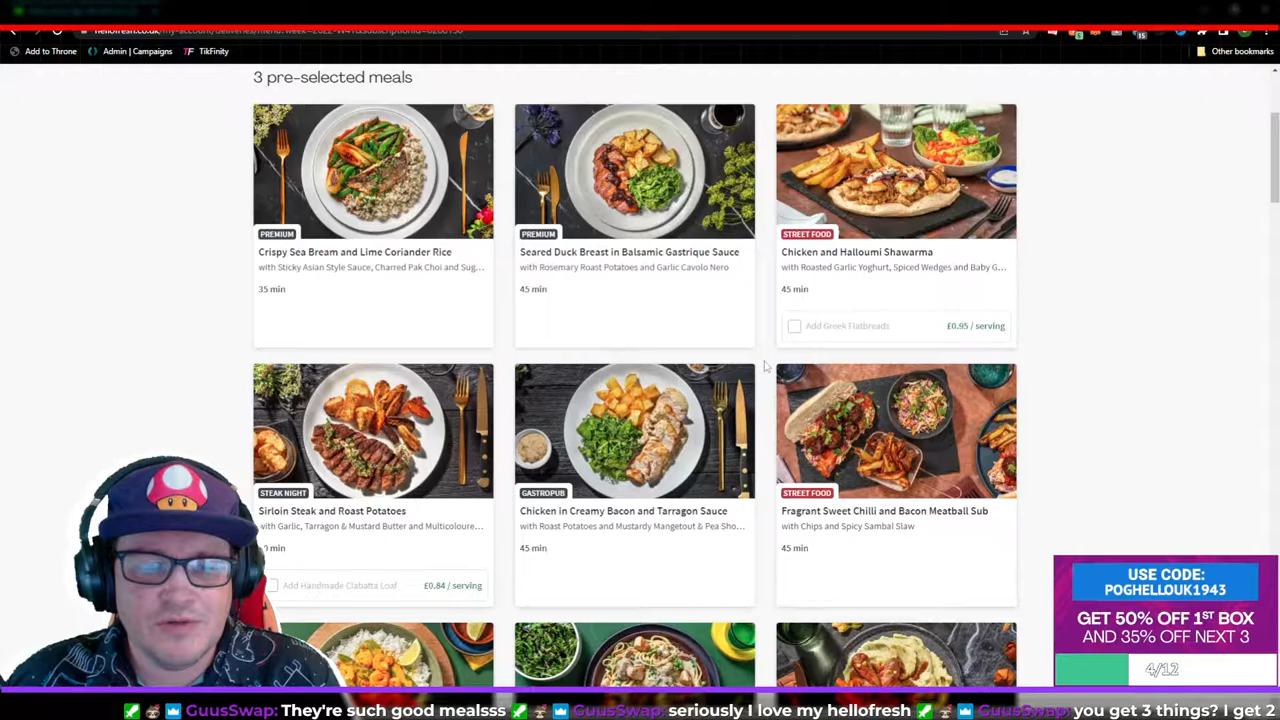 Add to Throne
Admin | Campaigns
TikFinity
Other bookmarks
3 pre-selected meals
PREMIUM
Crispy Sea Bream and Lime Coriander Rice
with Sticky Asian Style Sauce, Charred Pak Choi and Sug...
35 min
PREMIUM
Seared Duck Breast in Balsamic Gastrique Sauce
with Rosemary Roast Potatoes and Garlic Cavolo Nero
45 min
STREET FOOD
Chicken and Halloumi Shawarma
with Roasted Garlic Yoghurt, Spiced Wedges and Baby G...
45 min
Add Greek Flatbreads £0.95 / serving
STEAK NIGHT
Sirloin Steak and Roast Potatoes
with Garlic, Tarragon & Mustard Butter and Multicoloure...
0 min
Add Handmade Ciabatta Loaf £0.84 / serving
GASTROPUB
Chicken in Creamy Bacon and Tarragon Sauce
with Roast Potatoes and Mustardy Mangetout & Pea Sho...
45 min
STREET FOOD
Fragrant Sweet Chilli and Bacon Meatball Sub
with Chips and Spicy Sambal Slaw
45 min
USE CODE:
POGHELLOUK1943
GET 50% OFF 1ST BOX
AND 35% OFF NEXT 3
4/12
GuusSwap: They're such good mealsss GuusSwap: seriously I love my hellofresh GuusSwap: you get 3 things? I get 2